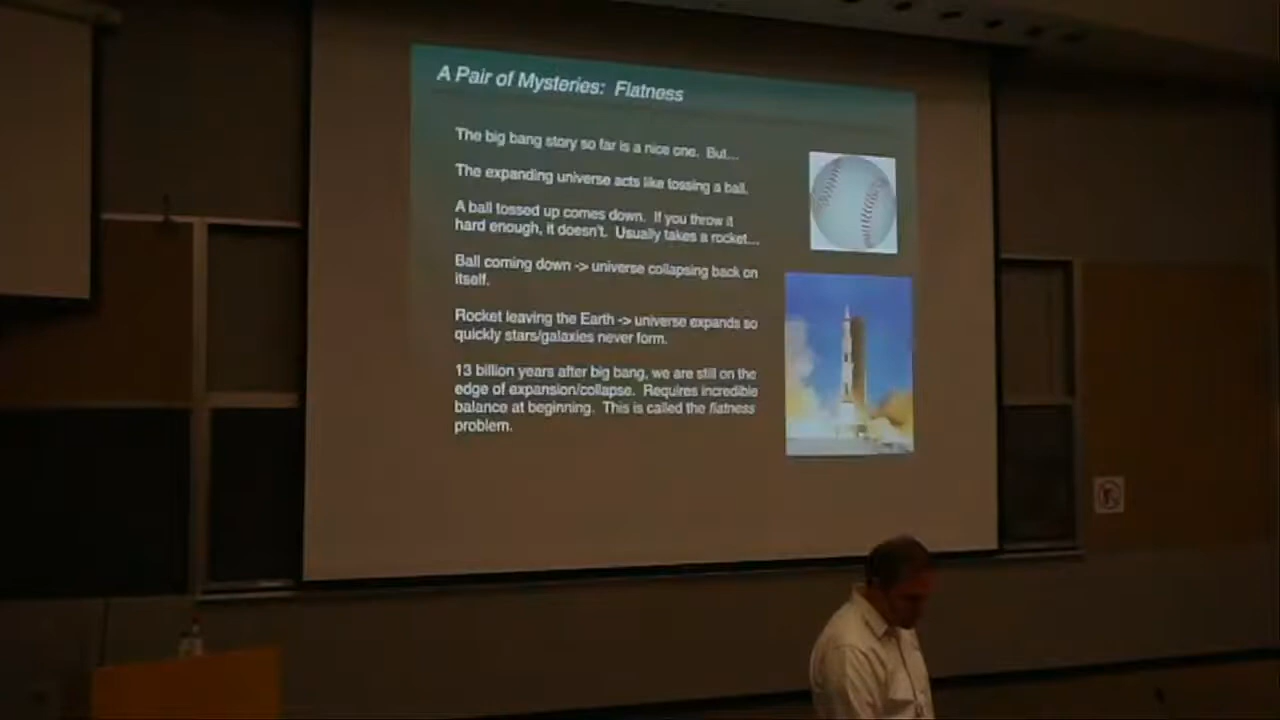 A Pair of Mysteries: Flatness
The big bang story so far is a nice one. But...
The expanding universe acts like tossing a ball.
A ball tossed up comes down. If you throw it
hard enough, it doesn't. Usually takes a rocket...
Ball coming down -> universe collapsing back on
itself.
Rocket leaving the Earth -> universe expands so
quickly stars/galaxies never form.
13 billion years after big bang, we are still on the
edge of expansion/collapse. Requires incredible
balance at beginning. This is called the flatness
problem.